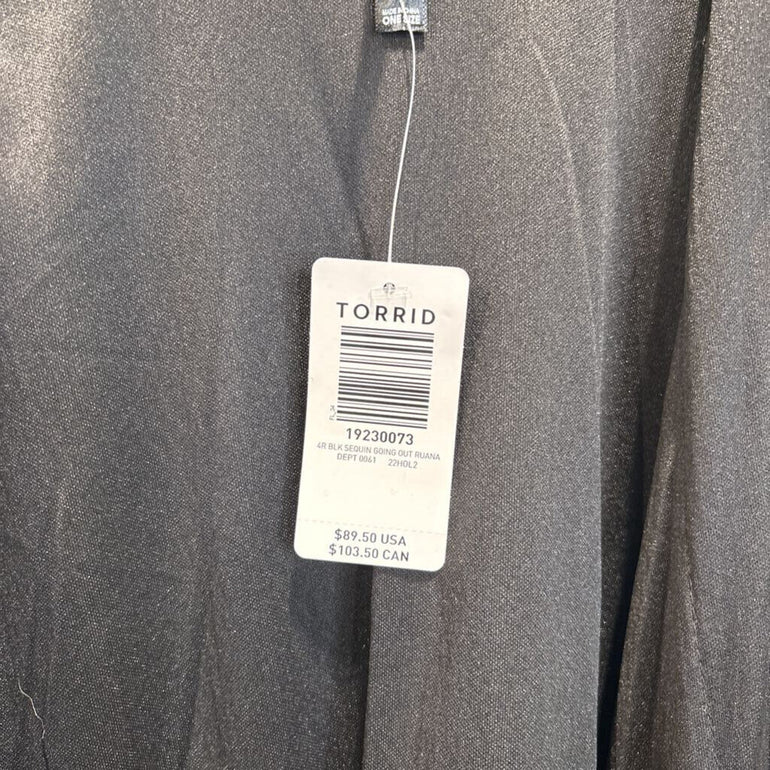 MADE IN CHINA
ONE SIZE
TORRID
19230073
4R BLK SEQUIN GOING OUT RUANA
DEPT 0061 22HOL2
$89.50 USA
$103.50 CAN